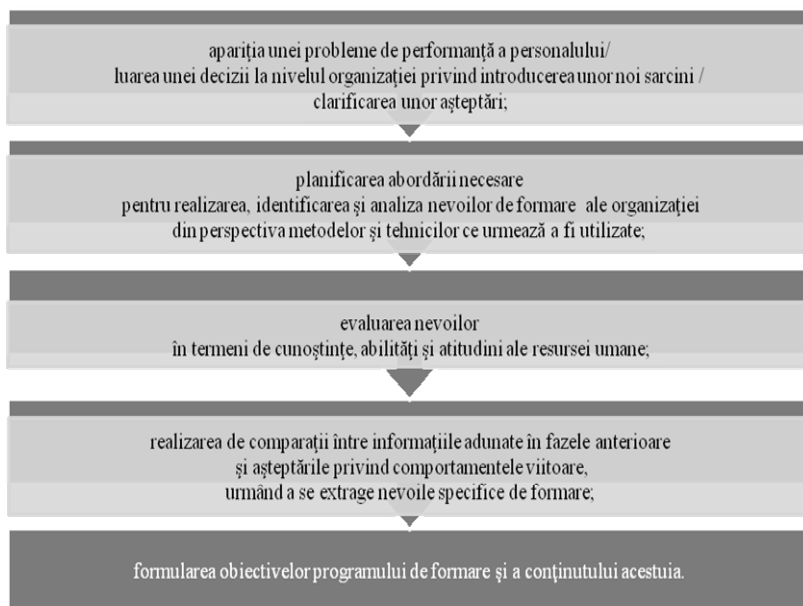 apariția unei probleme de performanță a personalului/
luarea unei decizii la nivelul organizației privind introducerea unor noi sarcini /
clarificarea unor așteptări;
planificarea abordării necesare
pentru realizarea, identificarea și analiza nevoilor de formare ale organizației
din perspectiva metodelor și tehnicilor ce urmează a fi utilizate;
evaluarea nevoilor
în termeni de cunoștințe, abilități și atitudini ale resursei umane;
realizarea de comparații între informațiile adunate în fazele anterioare
și așteptările privind comportamentele viitoare,
urmând a se extrage nevoile specifice de formare;
formularea obiectivelor programului de formare și a conținutului acestuia.